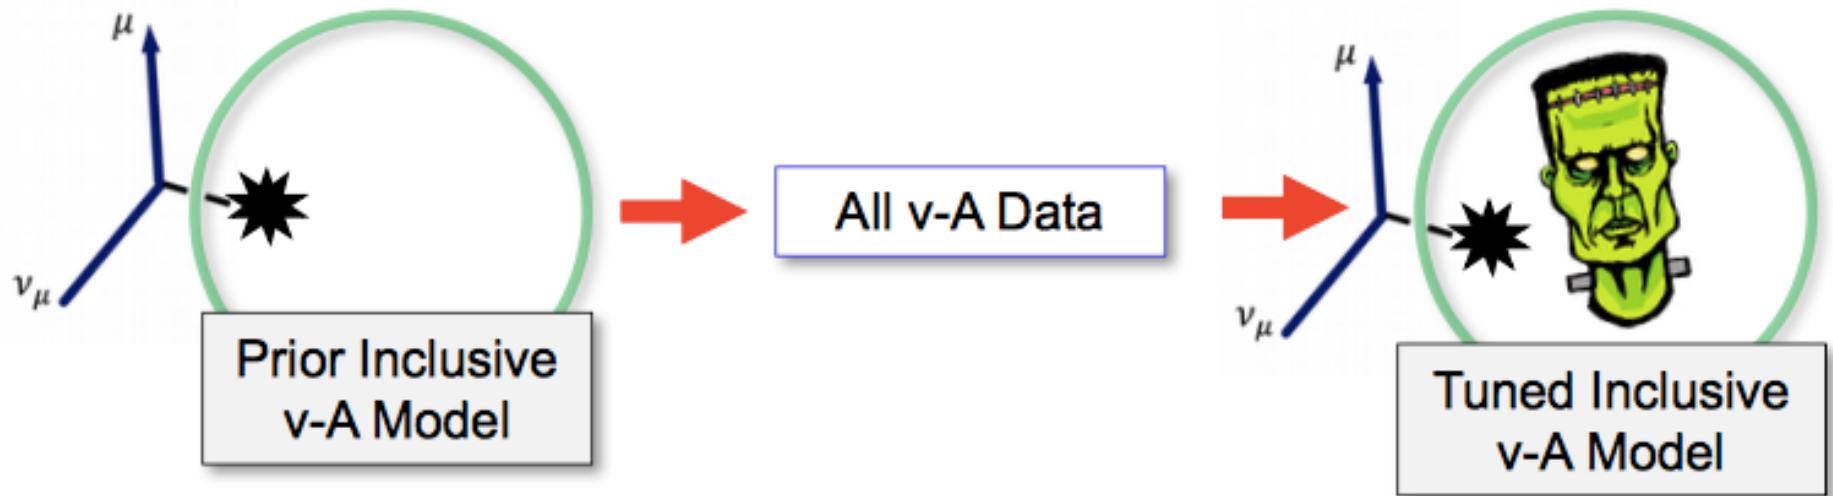 μ
ν_μ
Prior Inclusive
v-A Model
All v-A Data
μ
ν_μ
Tuned Inclusive
v-A Model